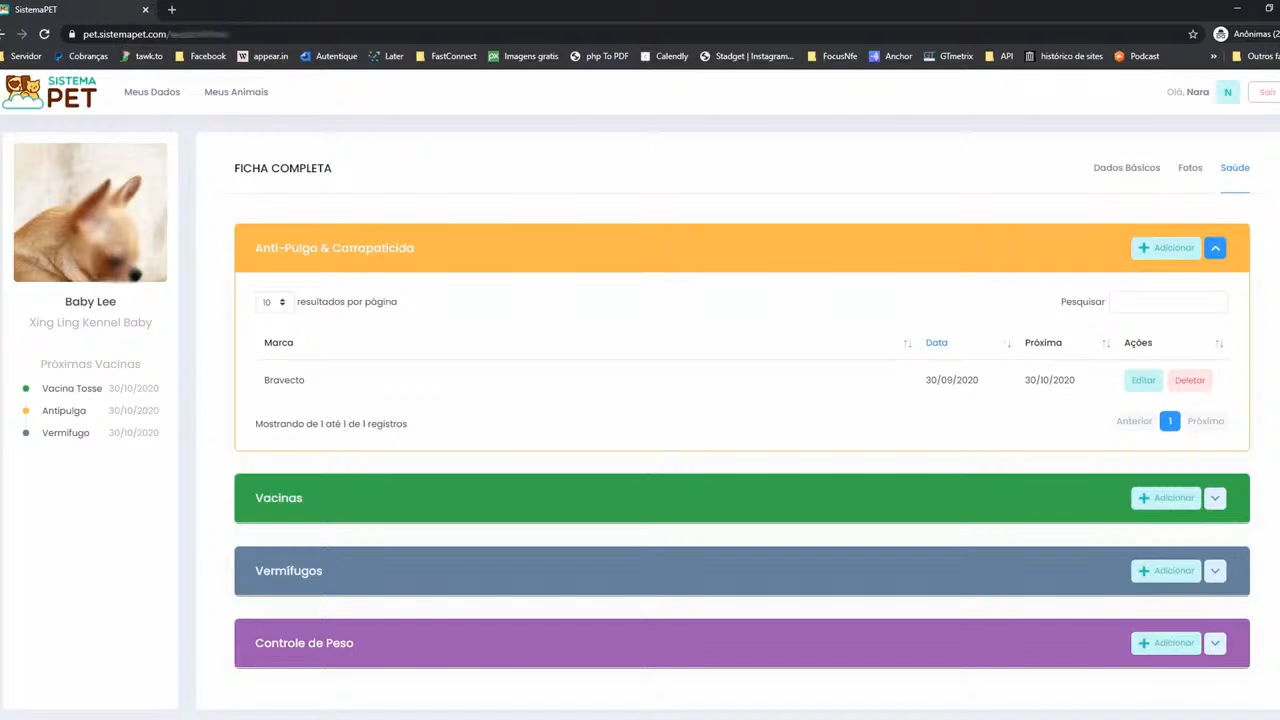 SistemaPET
pet.sistemapet.com/
Anônimas (2
Servidor Cobranças tawk.to Facebook appear.in Autentique Later FastConnect Imagens gratis php To PDF Calendly Stadget | Instagram... FocusNfe Anchor GTmetrix API histórico de sites Podcast » Outros f
SISTEMA
PET
Meus Dados Meus Animais
Olá, Nara N Sair
FICHA COMPLETA
Dados Básicos Fotos Saúde
Anti-Pulga & Carrapaticida
Adicionar
10 resultados por página
Pesquisar
Marca Data Próxima Ações
Bravecto 30/09/2020 30/10/2020 Editar Deletar
Mostrando de 1 até 1 de 1 registros
Anterior 1 Próximo
Baby Lee
Xing Ling Kennel Baby
Próximas Vacinas
Vacina Tosse 30/10/2020
Antipulga 30/10/2020
Vermífugo 30/10/2020
Vacinas
Adicionar
Vermífugos
Adicionar
Controle de Peso
Adicionar